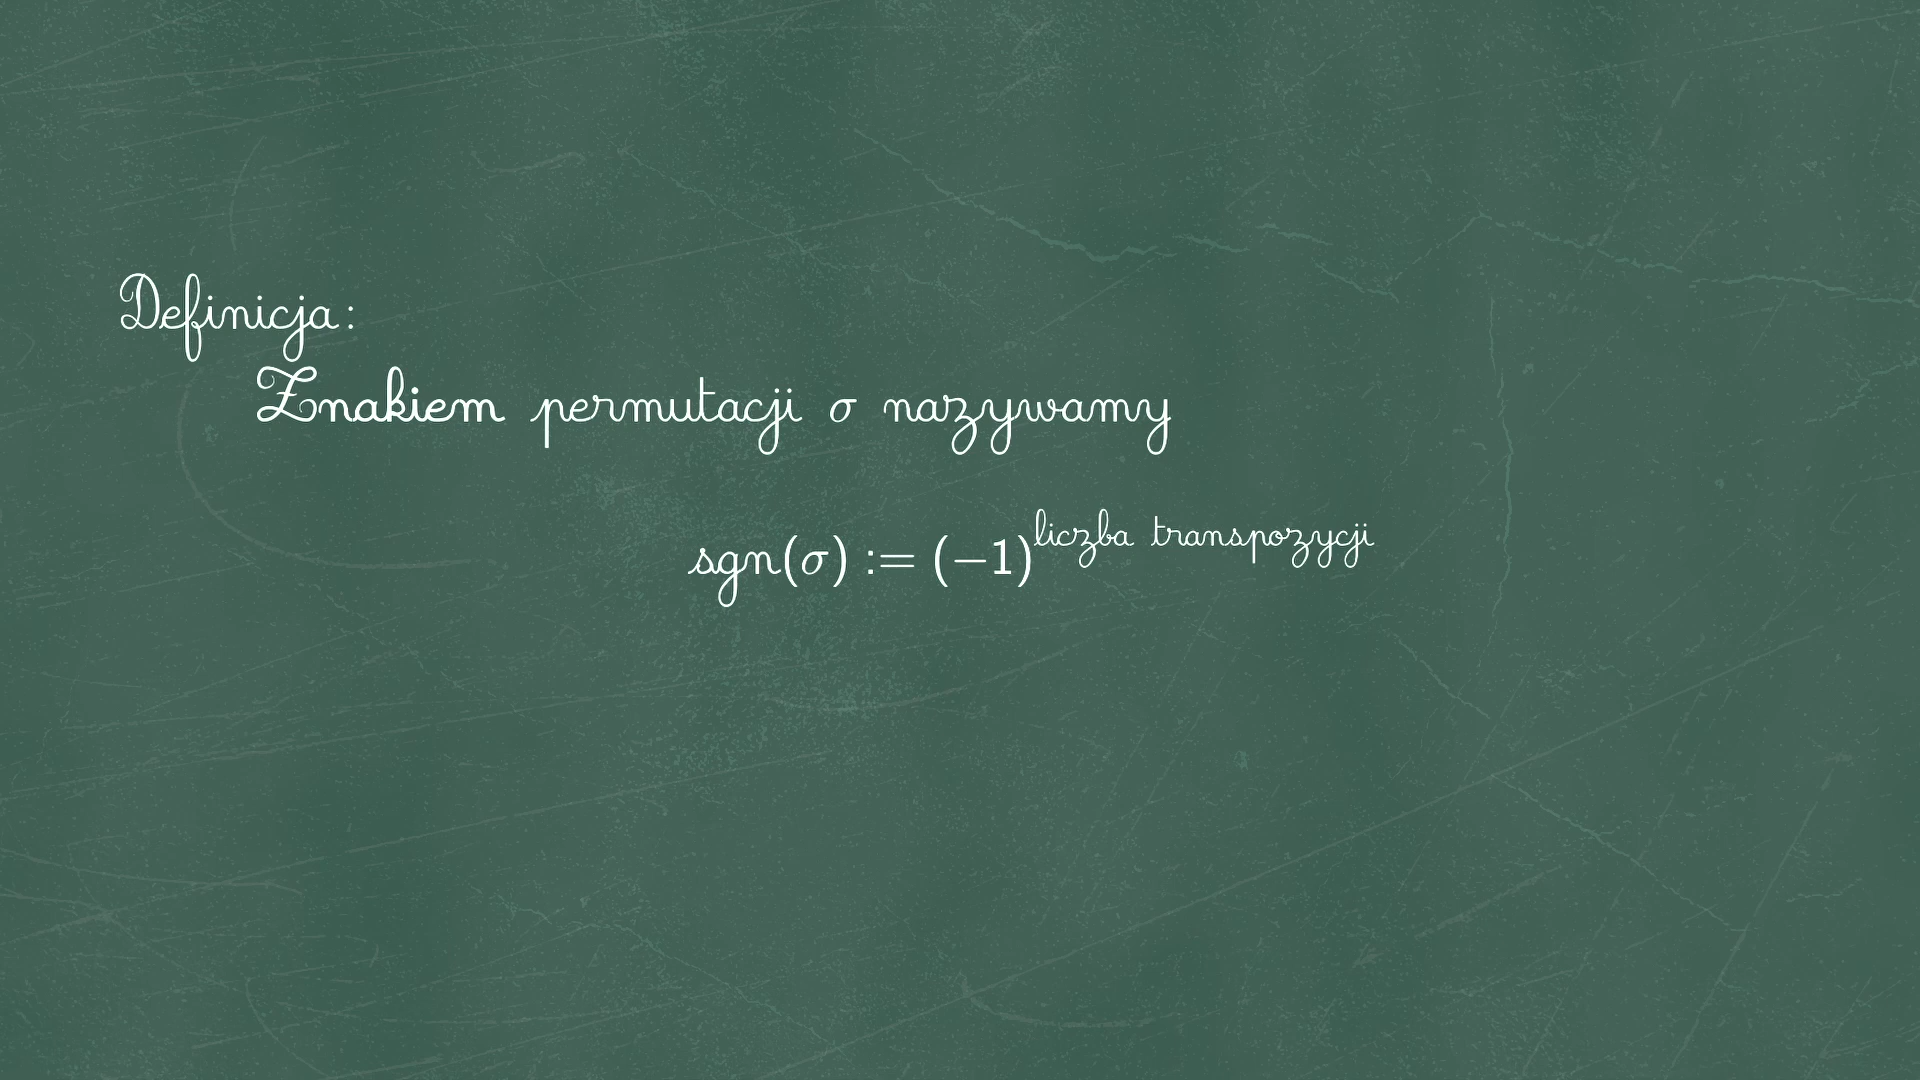 Definicja:
Znakiem permutacji σ nazywamy
sgn(σ) := (−1)^liczba transpozycji